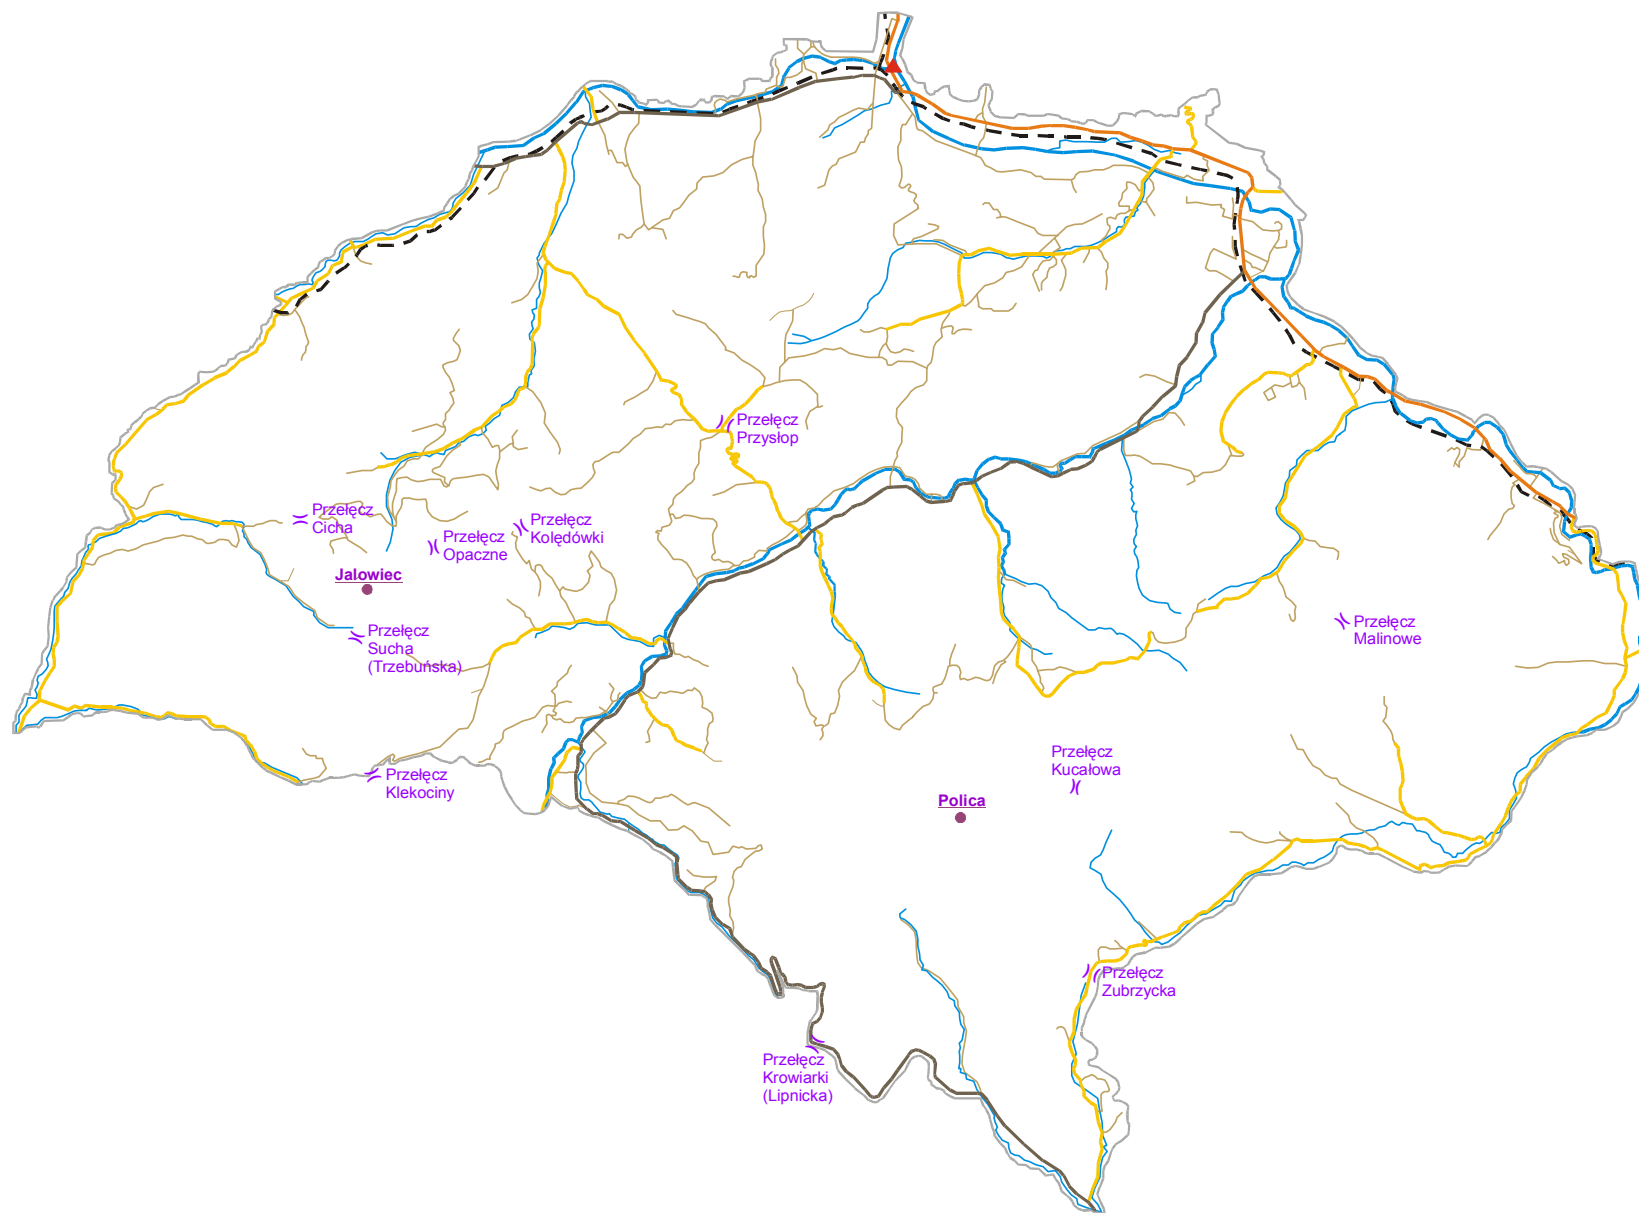 Przełęcz
Przysłop
Przełęcz
Cicha
Przełęcz
Kolędówki
Przełęcz
Opaczne
Jalowiec
Przełęcz
Sucha
(Trzebuńska)
Przełęcz
Malinowe
Przełęcz
Klekociny
Przełęcz
Kucałowa
Polica
Przełęcz
Zubrzycka
Przełęcz
Krowiarki
(Lipnicka)